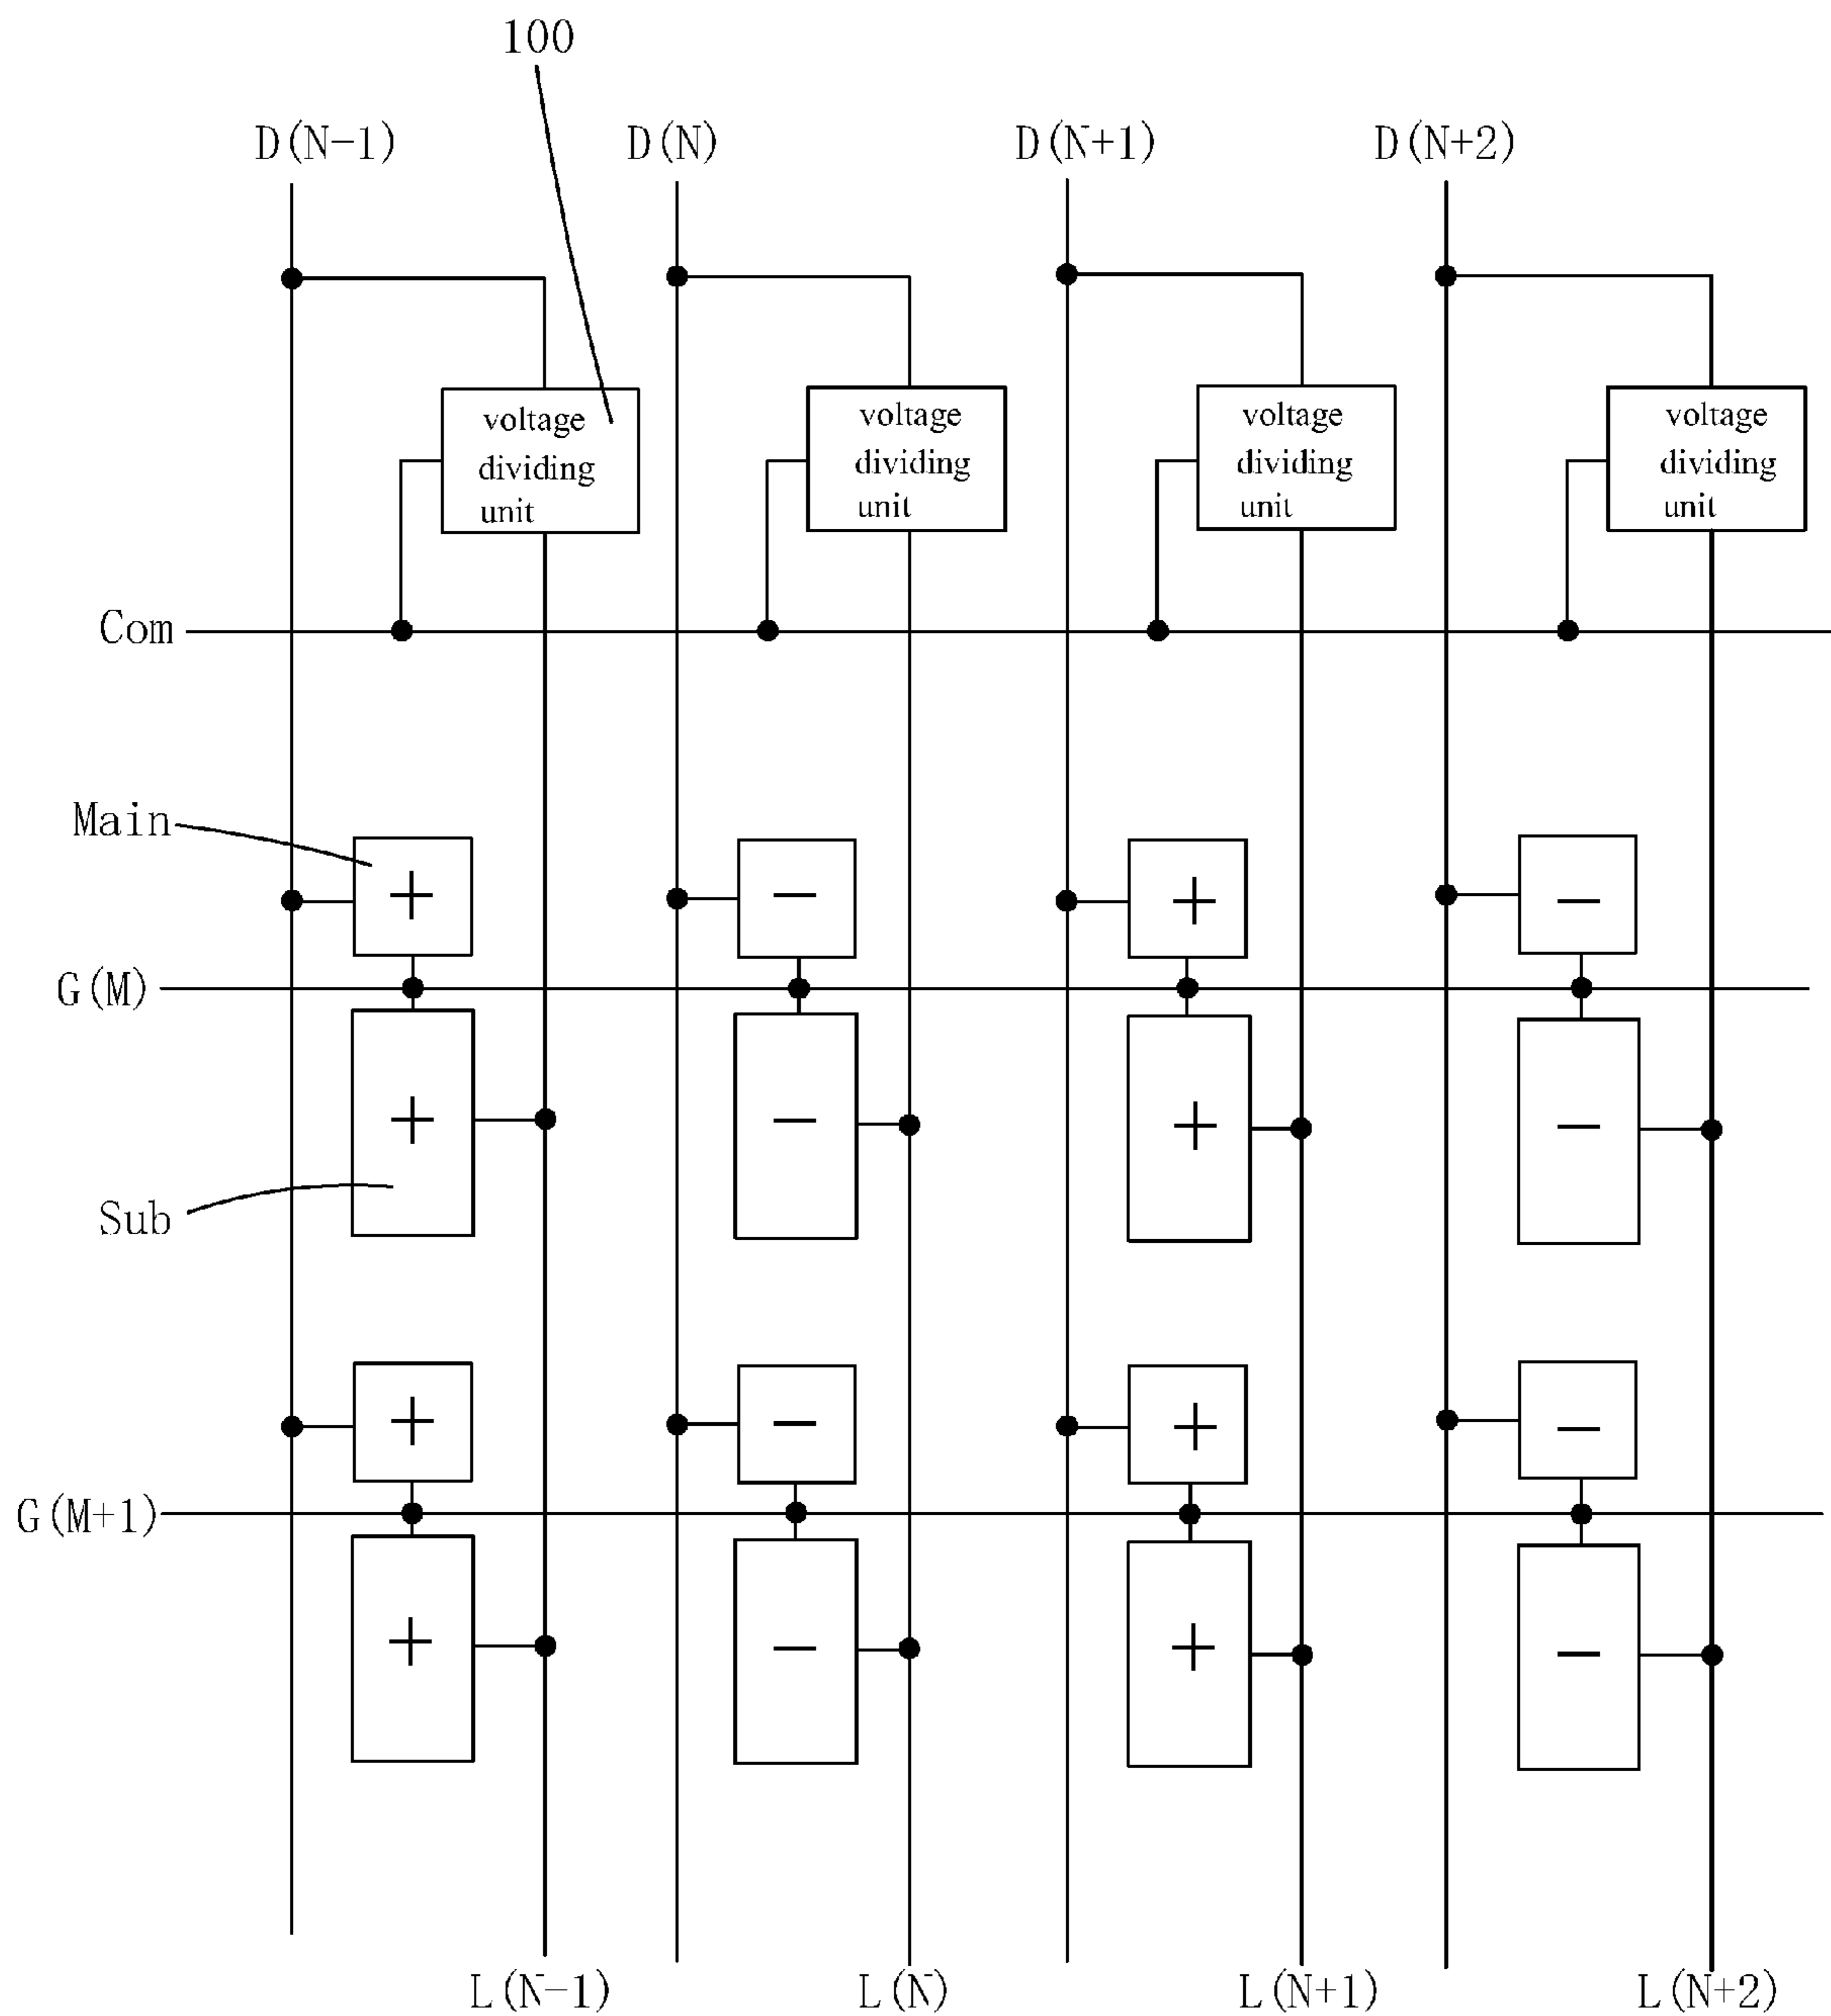 100
D(N-1) D(N) D(N+1) D(N+2)
voltage dividing unit
voltage dividing unit
voltage dividing unit
voltage dividing unit
Com
Main
+ − + −
G(M)
+ − + −
Sub
+ − + −
G(M+1)
+ − + −
L(N-1) L(N) L(N+1) L(N+2)